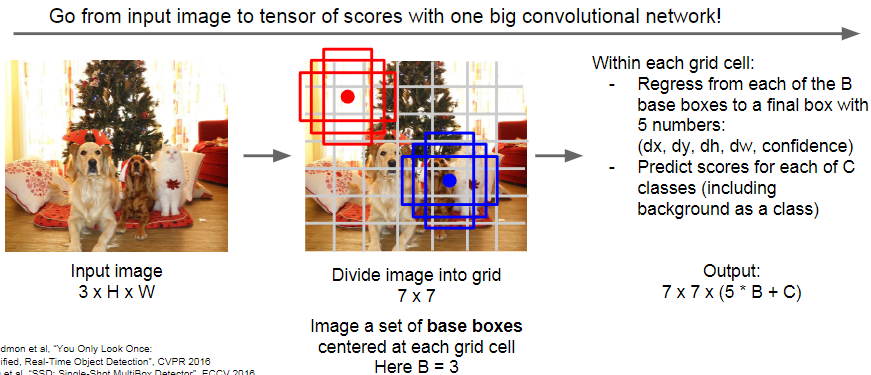 Go from input image to tensor of scores with one big convolutional network!
Input image
3 x H x W
Divide image into grid
7 x 7
Image a set of base boxes
centered at each grid cell
Here B = 3
Within each grid cell:
- Regress from each of the B
base boxes to a final box with
5 numbers:
(dx, dy, dh, dw, confidence)
- Predict scores for each of C
classes (including
background as a class)
Output:
7 x 7 x (5 * B + C)
dmon et al, "You Only Look Once:
ified, Real-Time Object Detection", CVPR 2016
et al, "SSD: Single-Shot MultiBox Detector", ECCV 2016